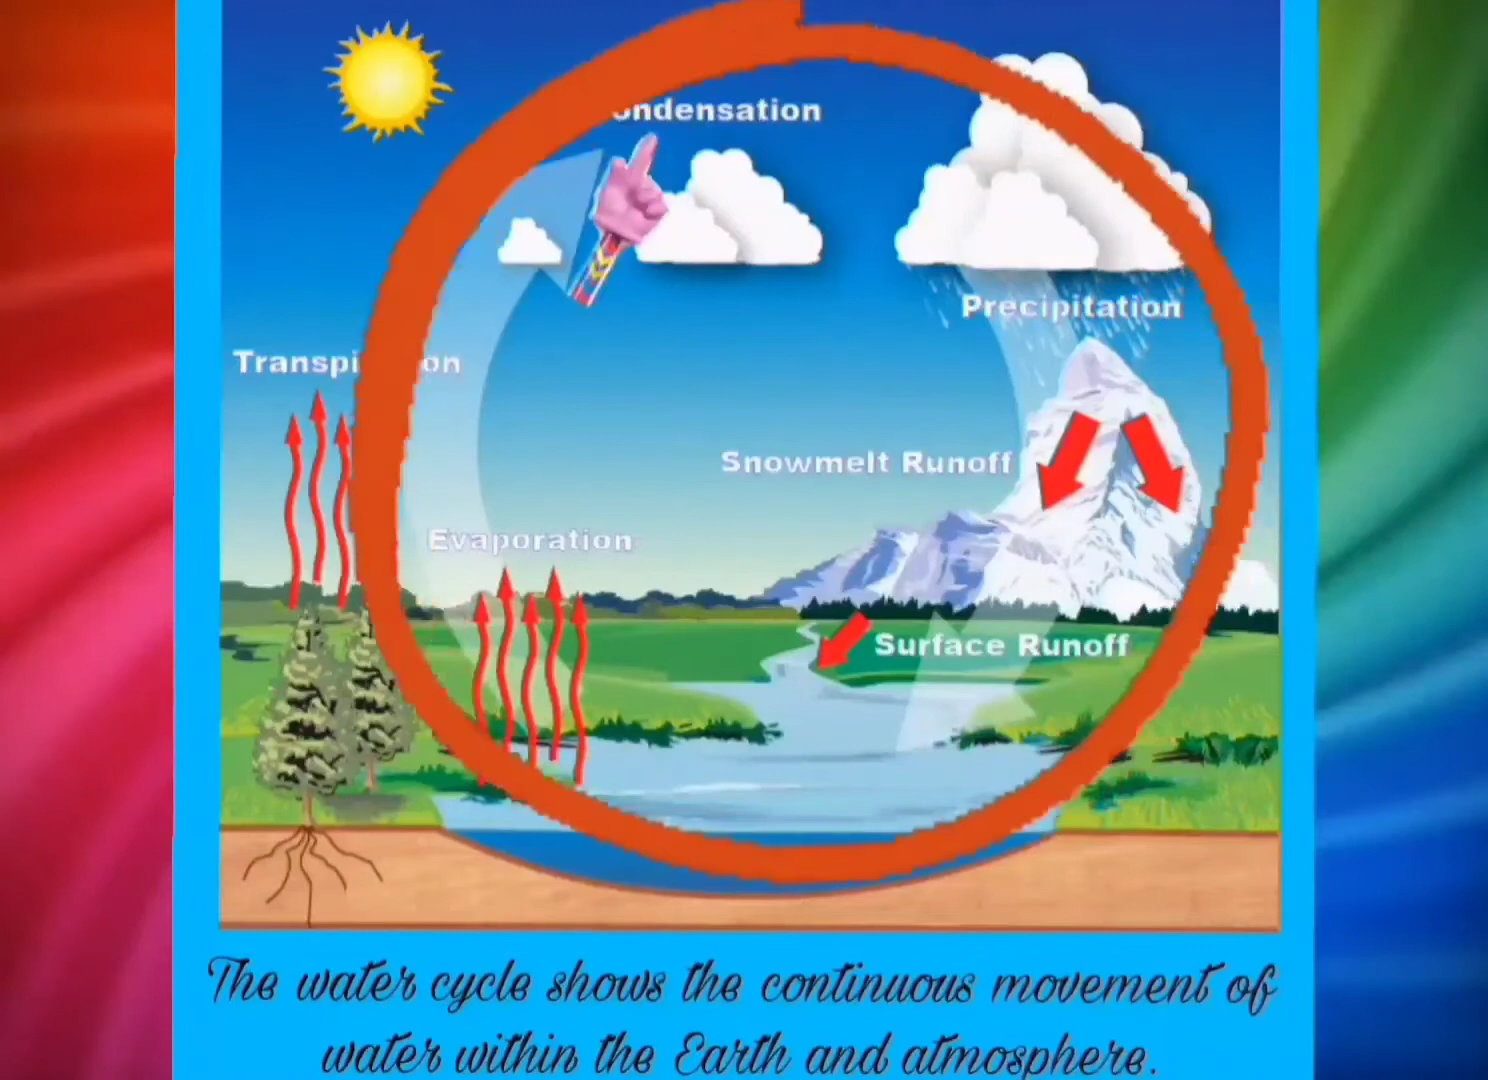 ondensation
Precipitation
Transpi on
Snowmelt Runoff
Evaporation
Surface Runoff
The water cycle shows the continuous movement of
water within the Earth and atmosphere.